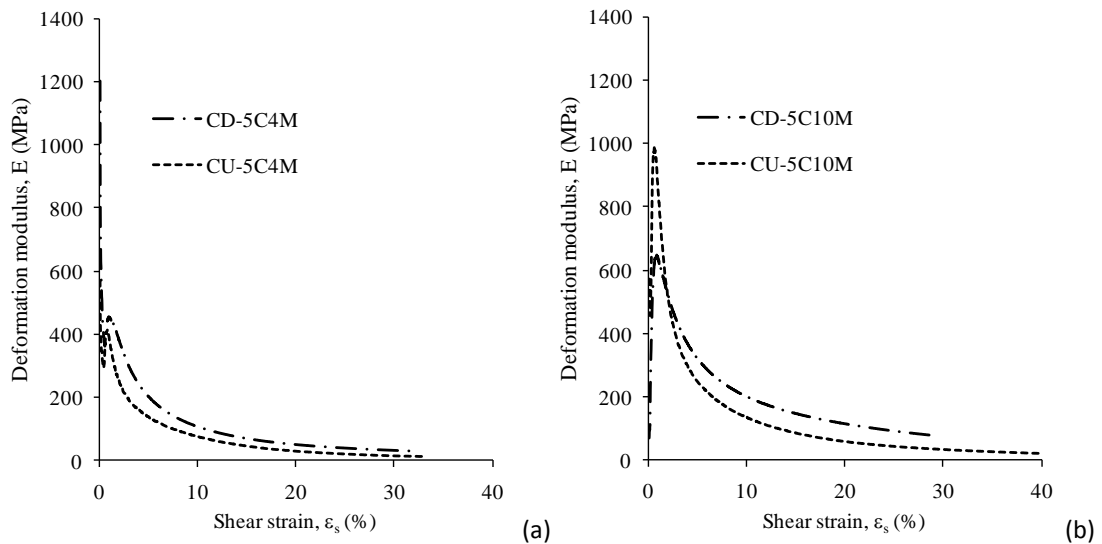 1400
1200
1000
800
600
400
200
0
Deformation modulus, E (MPa)
CD-5C4M
CU-5C4M
0 10 20 30 40
Shear strain, εs (%)
(a)
1400
1200
1000
800
600
400
200
0
Deformation modulus, E (MPa)
CD-5C10M
CU-5C10M
0 10 20 30 40
Shear strain, εs (%)
(b)